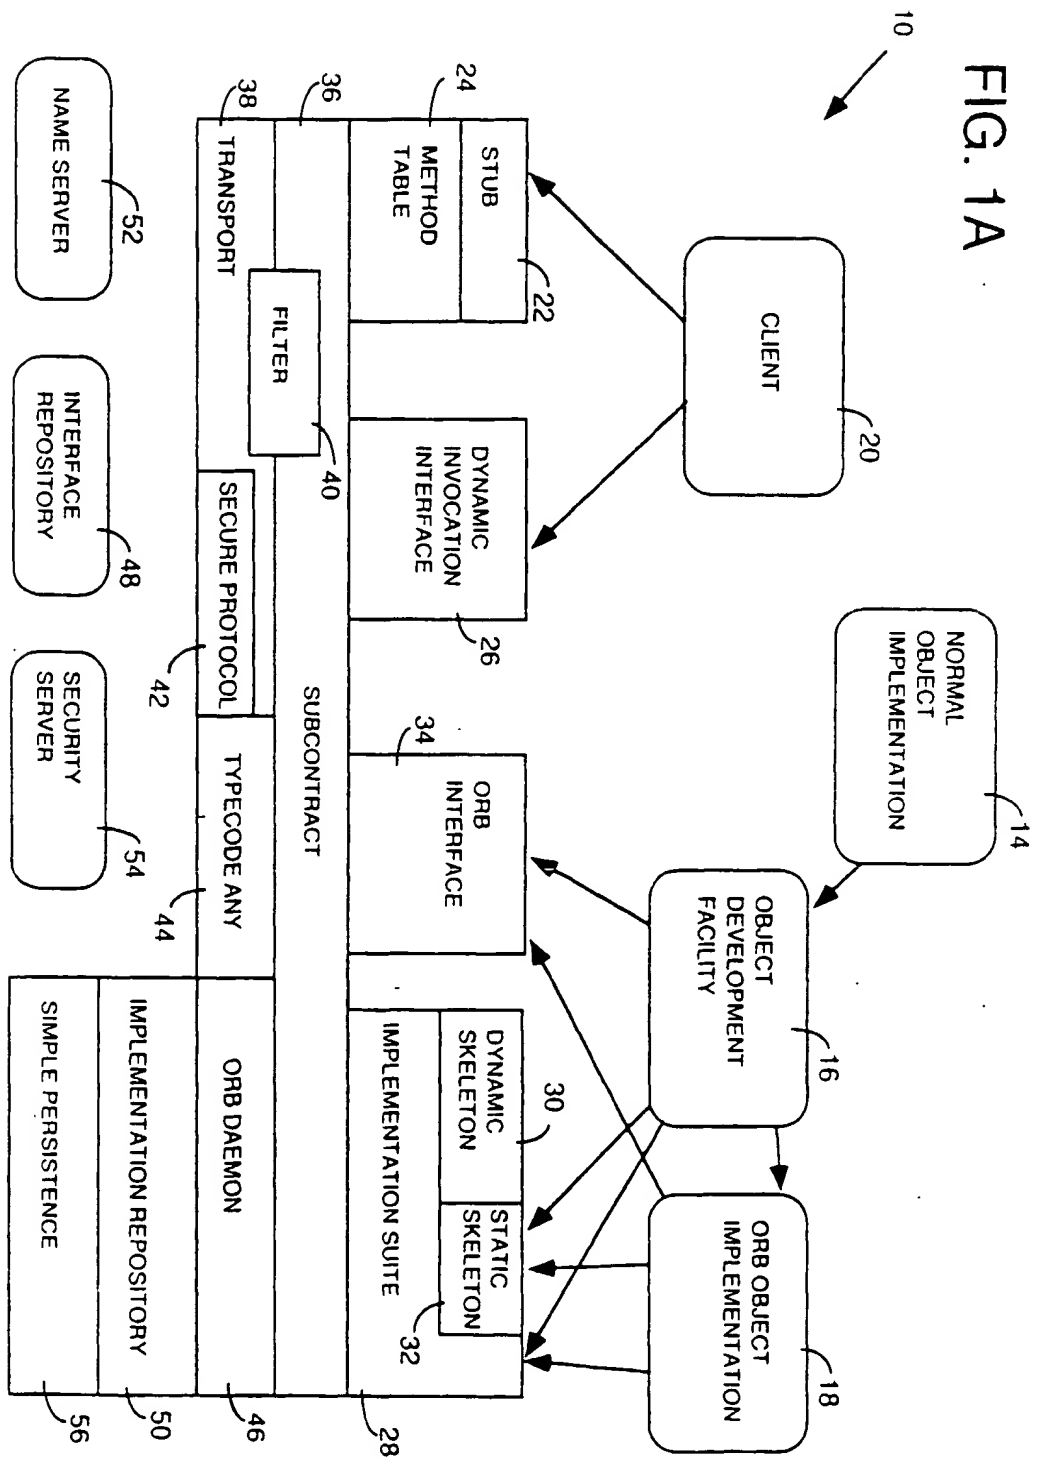 FIG. 1A
10
CLIENT
20
NORMAL
OBJECT
IMPLEMENTATION
14
OBJECT
DEVELOPMENT
FACILITY
16
ORB OBJECT
IMPLEMENTATION
18
STUB
22
METHOD
TABLE
24
DYNAMIC
INVOCATION
INTERFACE
26
ORB
INTERFACE
34
DYNAMIC
SKELETON
30
STATIC
SKELETON
32
IMPLEMENTATION SUITE
28
36
SUBCONTRACT
FILTER
40
38
TRANSPORT
SECURE PROTOCOL
42
TYPECODE ANY
44
ORB DAEMON
46
IMPLEMENTATION REPOSITORY
50
SIMPLE PERSISTENCE
56
NAME SERVER
52
INTERFACE
REPOSITORY
48
SECURITY
SERVER
54